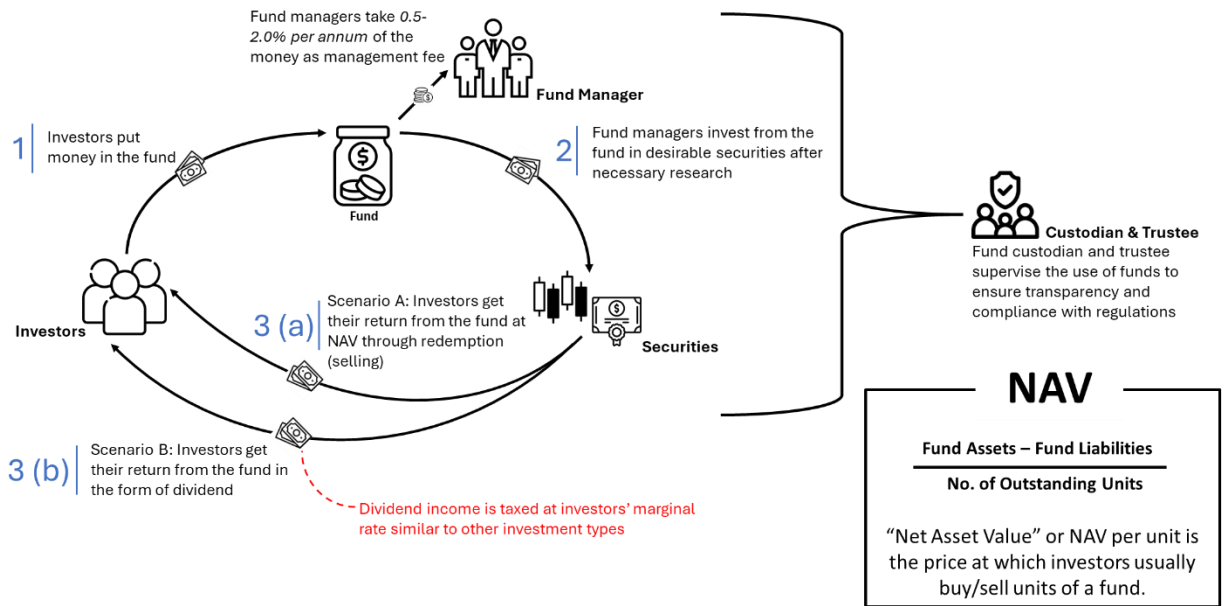 Fund managers take 0.5-
2.0% per annum of the
money as management fee
Fund Manager
1
Investors put
money in the fund
$
Fund
2
Fund managers invest from the
fund in desirable securities after
necessary research
Custodian & Trustee
Fund custodian and trustee
supervise the use of funds to
ensure transparency and
compliance with regulations
Investors
3 (a)
Scenario A: Investors get
their return from the fund at
NAV through redemption
(selling)
$
Securities
3 (b)
Scenario B: Investors get
their return from the fund in
the form of dividend
Dividend income is taxed at investors’ marginal
rate similar to other investment types
NAV
Fund Assets – Fund Liabilities
No. of Outstanding Units
“Net Asset Value” or NAV per unit is
the price at which investors usually
buy/sell units of a fund.